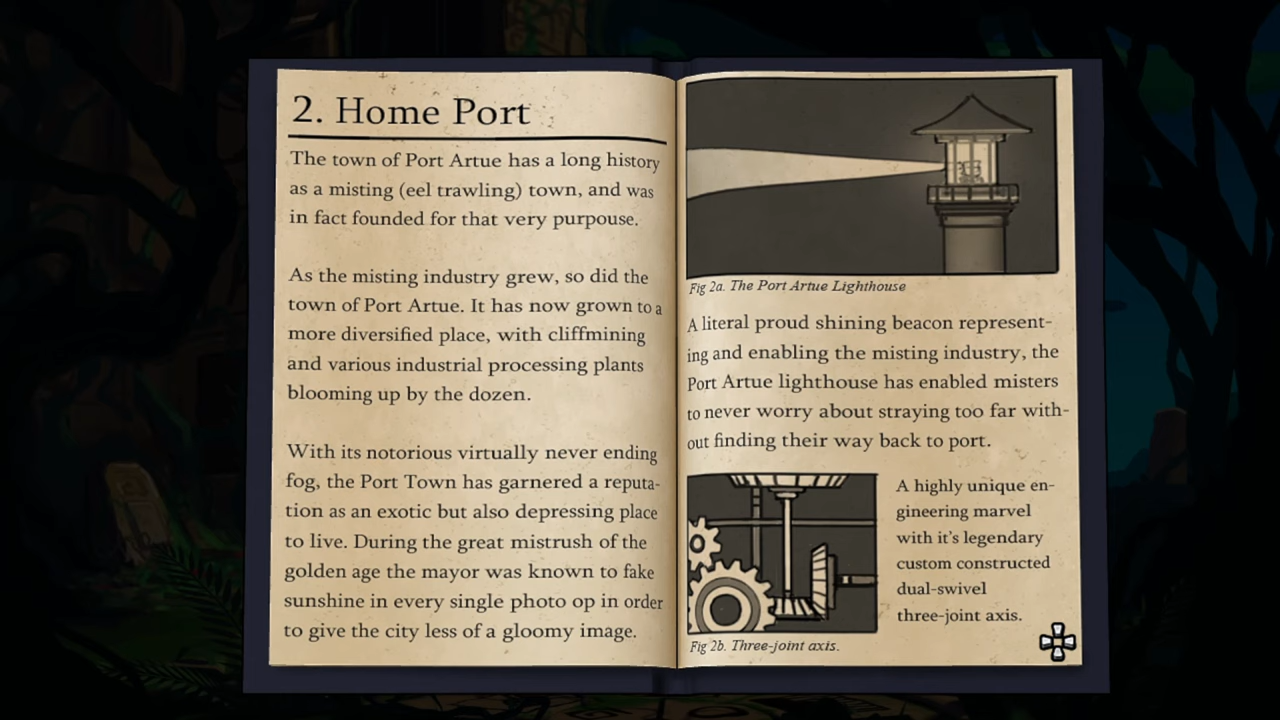 2. Home Port
The town of Port Artue has a long history
as a misting (eel trawling) town, and was
in fact founded for that very purpouse.
As the misting industry grew, so did the
town of Port Artue. It has now grown to a
more diversified place, with cliffmining
and various industrial processing plants
blooming up by the dozen.
With its notorious virtually never ending
fog, the Port Town has garnered a reputa-
tion as an exotic but also depressing place
to live. During the great mistrush of the
golden age the mayor was known to fake
sunshine in every single photo op in order
to give the city less of a gloomy image.
Fig 2a. The Port Artue Lighthouse
A literal proud shining beacon represent-
ing and enabling the misting industry, the
Port Artue lighthouse has enabled misters
to never worry about straying too far with-
out finding their way back to port.
A highly unique en-
gineering marvel
with it's legendary
custom constructed
dual-swivel
three-joint axis.
Fig 2b. Three-joint axis.